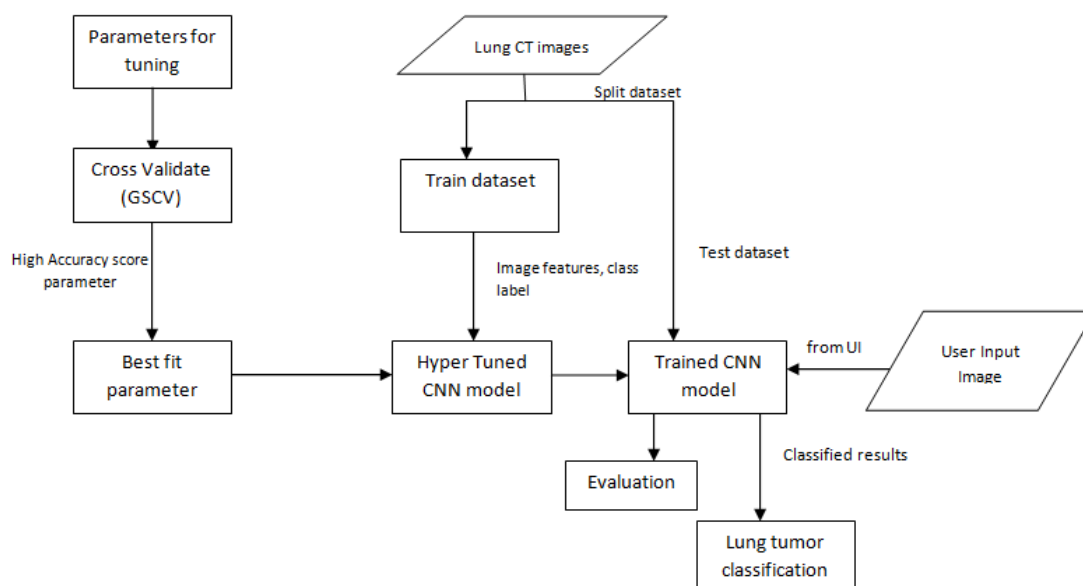 Parameters for
tuning
Lung CT images
Split dataset
Cross Validate
(GSCV)
Train dataset
High Accuracy score
parameter
Image features, class
label
Test dataset
Best fit
parameter
Hyper Tuned
CNN model
Trained CNN
model
from UI
User Input
Image
Evaluation
Classified results
Lung tumor
classification